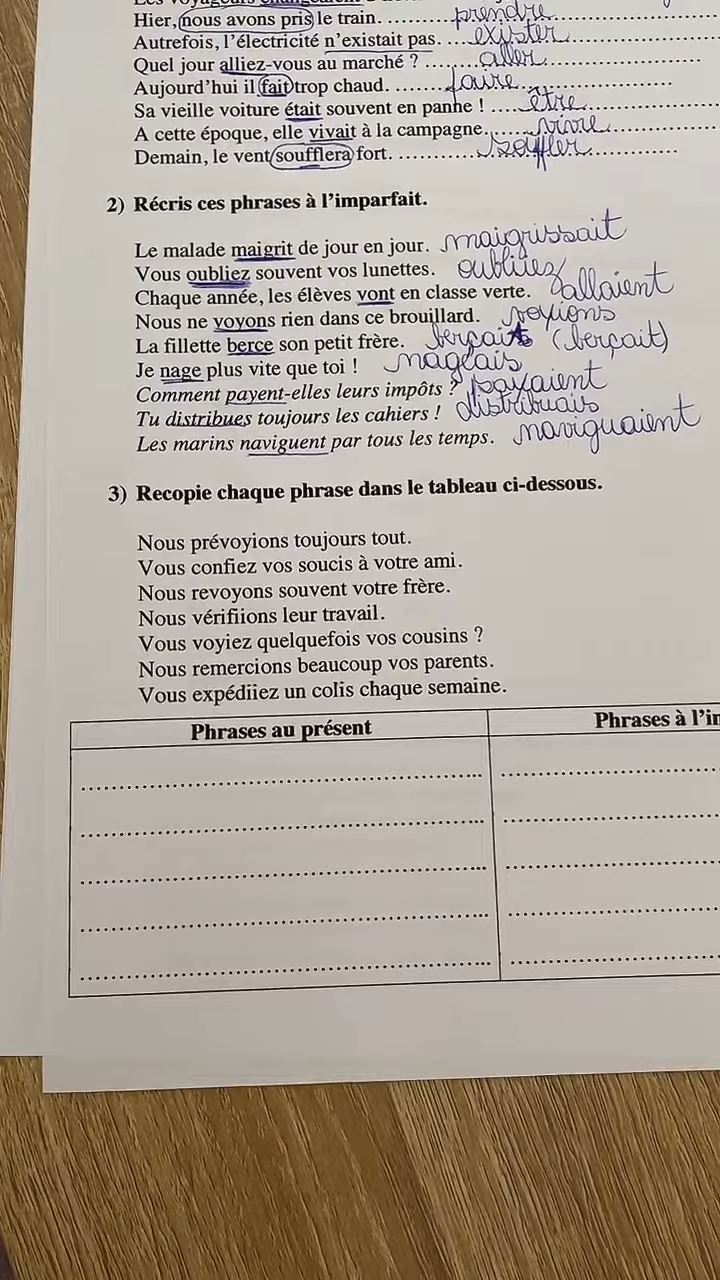 Hier, nous avons pris le train. .............prendre...............
Autrefois, l'électricité n'existait pas. ....exister..............
Quel jour alliez-vous au marché ? ..........aller...............
Aujourd'hui il fait trop chaud. ..........faire...............
Sa vieille voiture était souvent en panne ! .....être...............
A cette époque, elle vivait à la campagne. ......vivre...............
Demain, le vent soufflera fort. ..............souffler...............
2) Récris ces phrases à l'imparfait.
Le malade maigrit de jour en jour. maigrissait
Vous oubliez souvent vos lunettes. oubliiez
Chaque année, les élèves vont en classe verte. allaient
Nous ne voyons rien dans ce brouillard. voyions
La fillette berce son petit frère. berçait (berçait)
Je nage plus vite que toi ! nageais
Comment payent-elles leurs impôts ? payaient
Tu distribues toujours les cahiers ! distribuais
Les marins naviguent par tous les temps. naviguaient
3) Recopie chaque phrase dans le tableau ci-dessous.
Nous prévoyions toujours tout.
Vous confiez vos soucis à votre ami.
Nous revoyons souvent votre frère.
Nous vérifiions leur travail.
Vous voyiez quelquefois vos cousins ?
Nous remercions beaucoup vos parents.
Vous expédiiez un colis chaque semaine.
Phrases au présent Phrases à l'